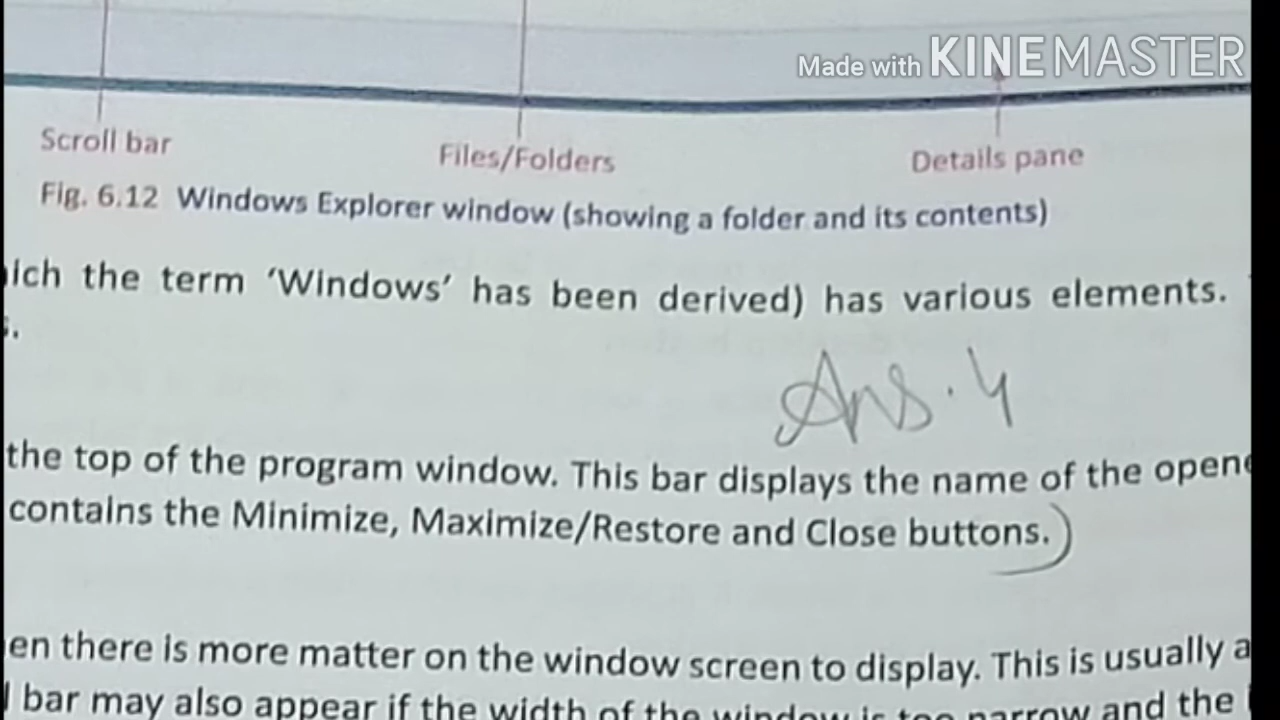 Made with KINEMASTER
Scroll bar Files/Folders Details pane
Fig. 6.12 Windows Explorer window (showing a folder and its contents)
the term ‘Windows’ has been derived) has various elements.
Ans. 4
the top of the program window. This bar displays the name of the
contains the Minimize, Maximize/Restore and Close buttons.
there is more matter on the window screen to display. This is usually a
bar may also appear if the width of the window is too narrow and the